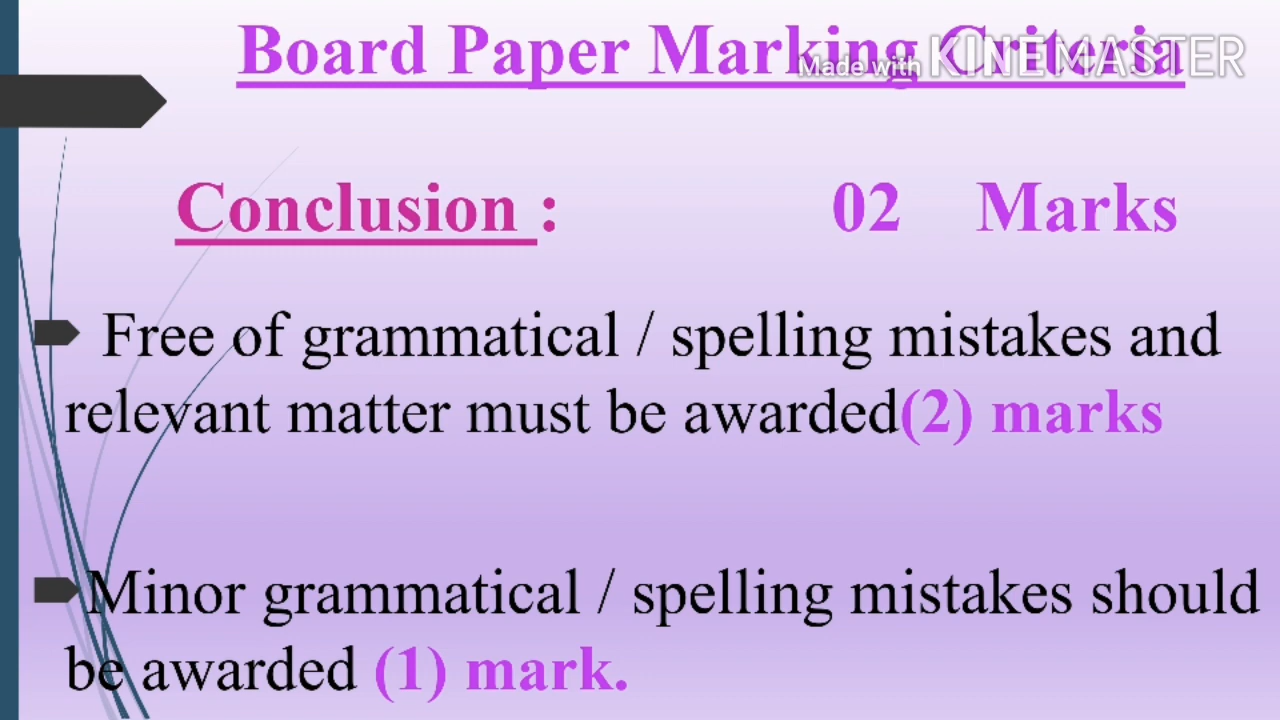 Board Paper Marking Criteria
Made with KINEMASTER
Conclusion : 02 Marks
Free of grammatical / spelling mistakes and
relevant matter must be awarded(2) marks
Minor grammatical / spelling mistakes should
be awarded (1) mark.